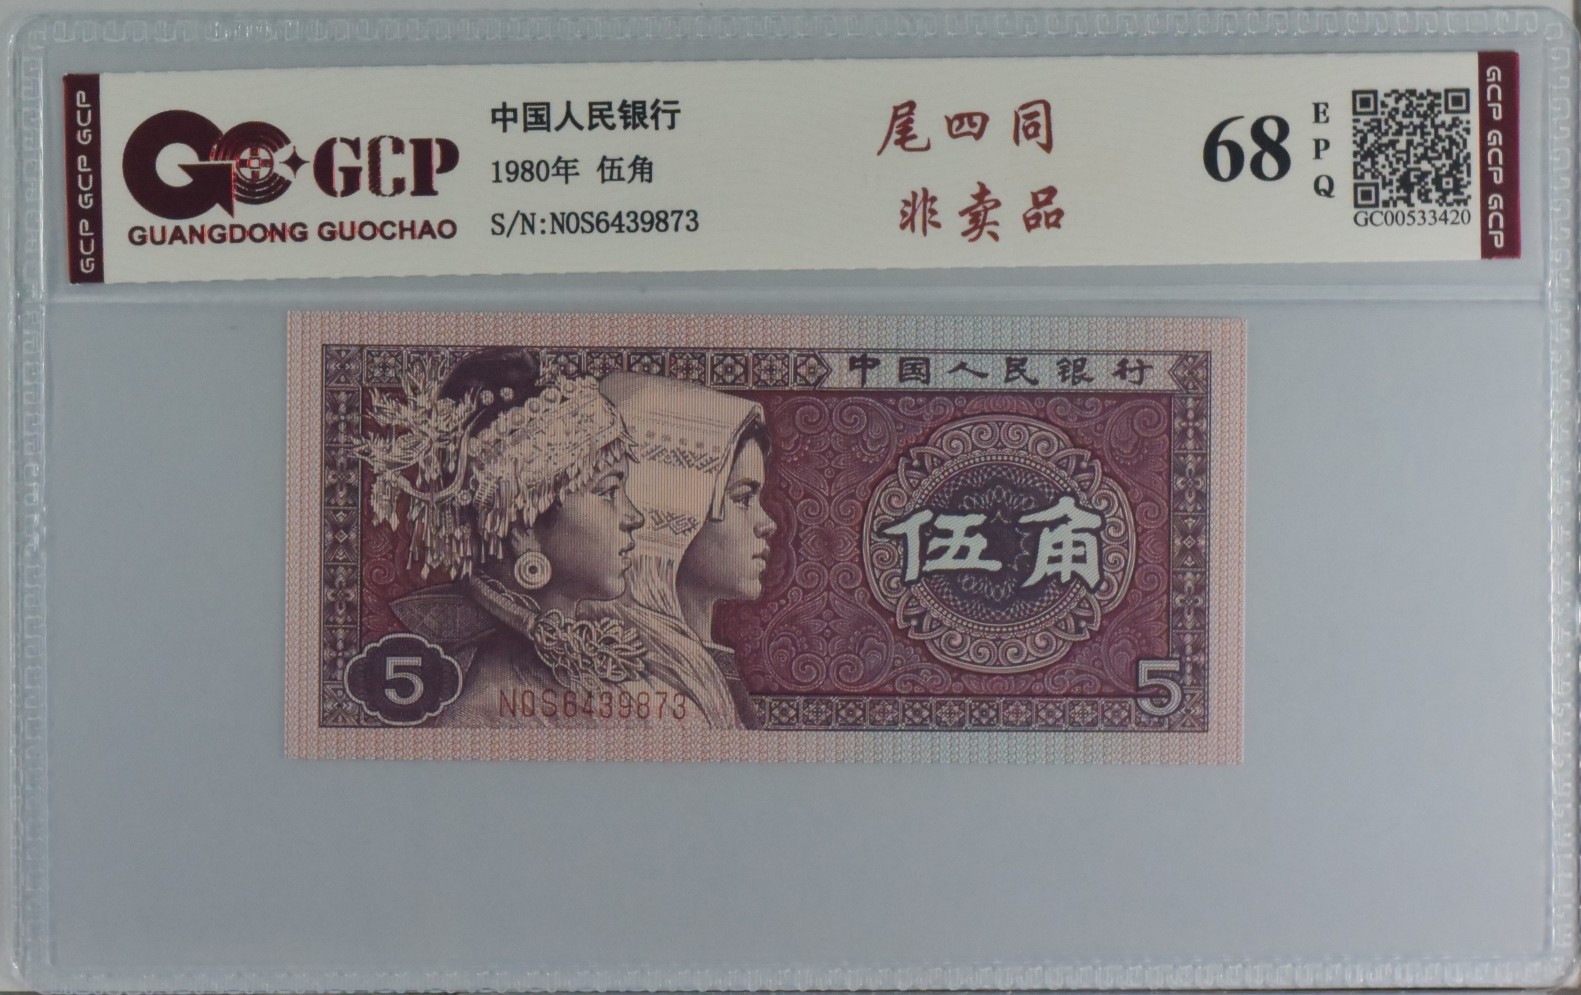 GCP GCP GCP
GCP
GUANGDONG GUOCHAO
中国人民银行
1980年 伍角
S/N:N0S6439873
尾四同
非卖品
68
E
P
Q
GC00533420
GCP GCP GCP
中国人民银行
伍角
5
NQS6439873
5